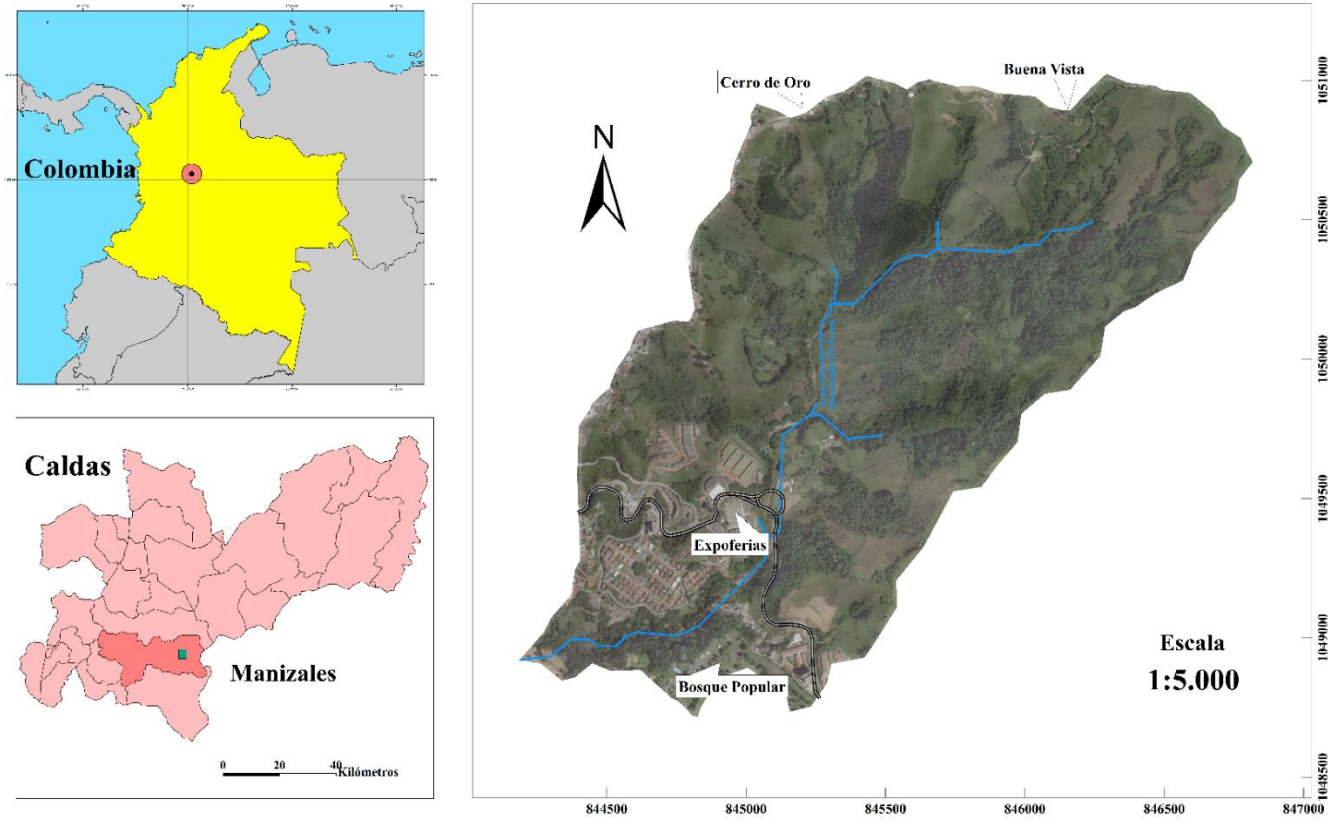 Colombia
Caldas
Manizales
0 20 40 Kilómetros
Cerro de Oro
Buena Vista
N
Expoferias
Bosque Popular
Escala
1:5.000
1051000
1050500
1050000
1049500
1049000
1048500
844500 845000 845500 846000 846500 847000